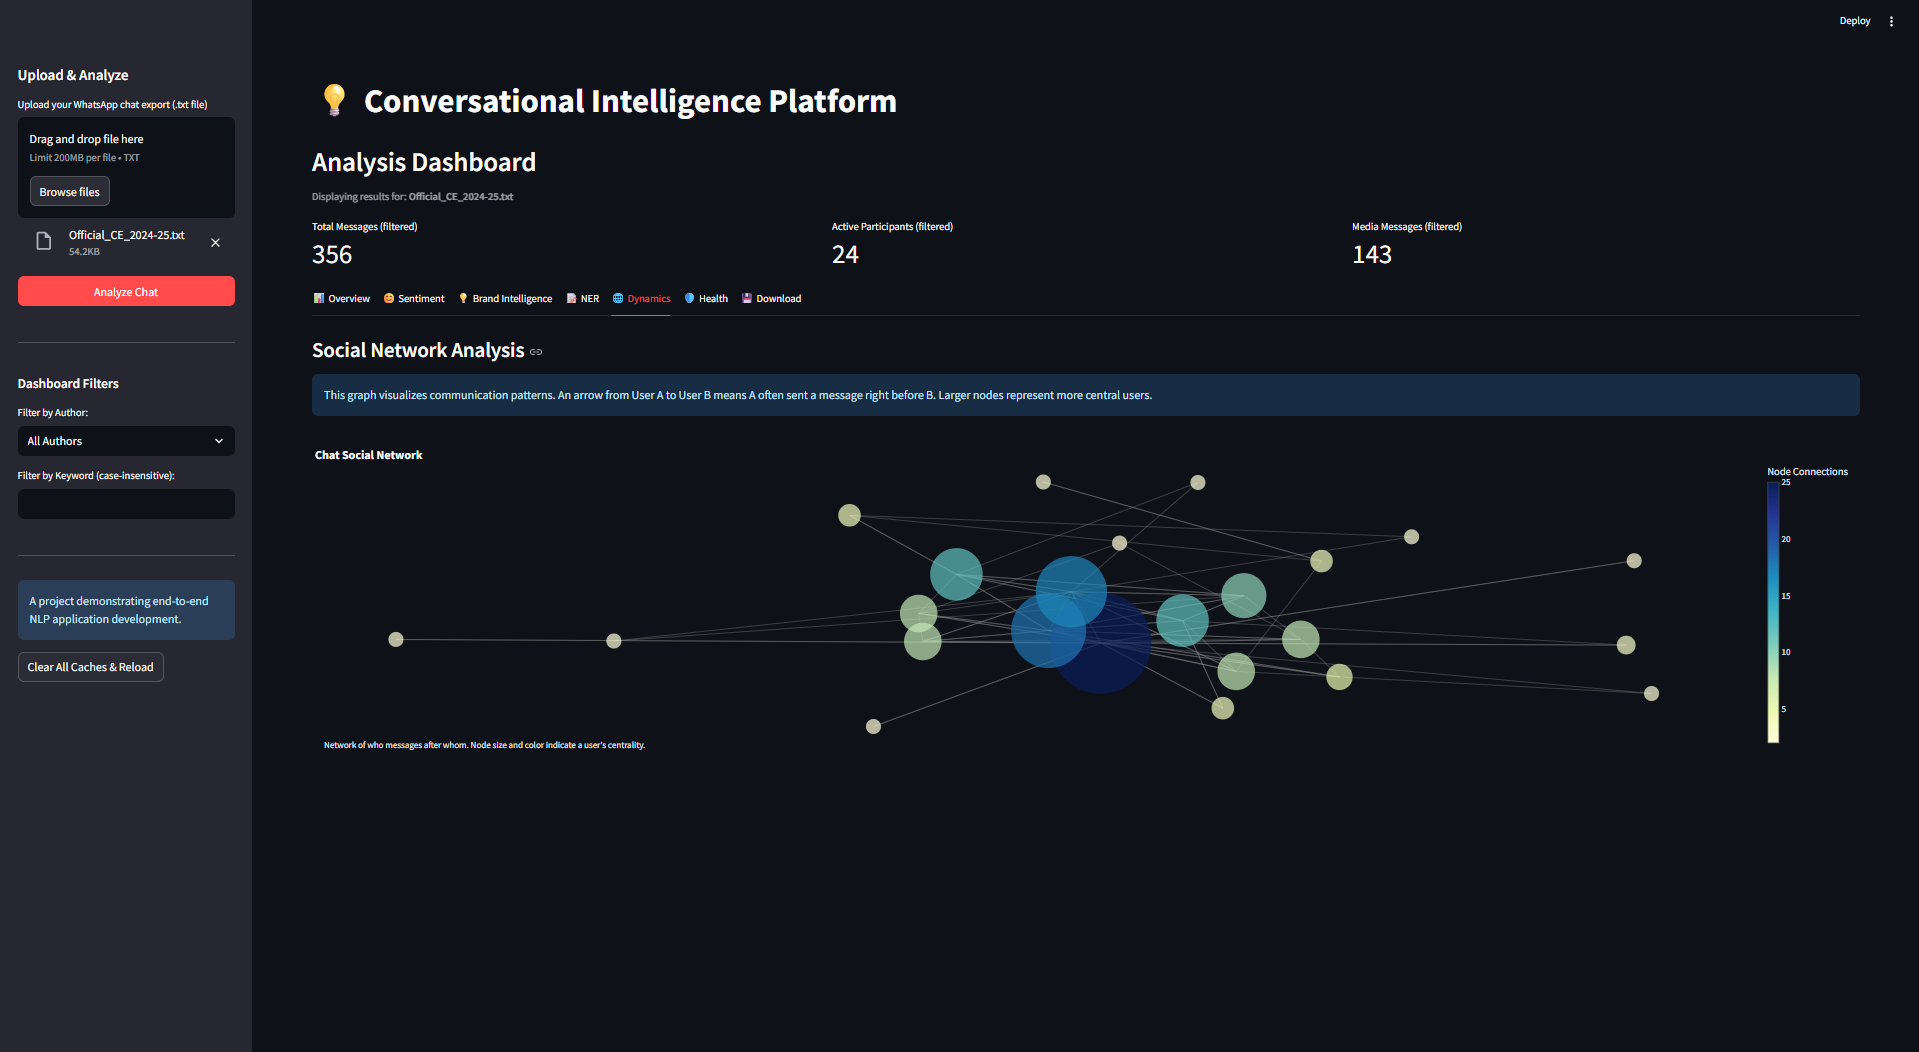 Deploy
Upload & Analyze
Upload your WhatsApp chat export (.txt file)
Drag and drop file here
Limit 200MB per file • TXT
Browse files
Official_CE_2024-25.txt
54.2KB
Analyze Chat
Dashboard Filters
Filter by Author:
All Authors
Filter by Keyword (case-insensitive):
A project demonstrating end-to-end
NLP application development.
Clear All Caches & Reload
Conversational Intelligence Platform
Analysis Dashboard
Displaying results for: Official_CE_2024-25.txt
Total Messages (filtered)
356
Active Participants (filtered)
24
Media Messages (filtered)
143
Overview Sentiment Brand Intelligence NER Dynamics Health Download
Social Network Analysis
This graph visualizes communication patterns. An arrow from User A to User B means A often sent a message right before B. Larger nodes represent more central users.
Chat Social Network
Node Connections
25
20
15
10
5
Network of who messages after whom. Node size and color indicate a user's centrality.